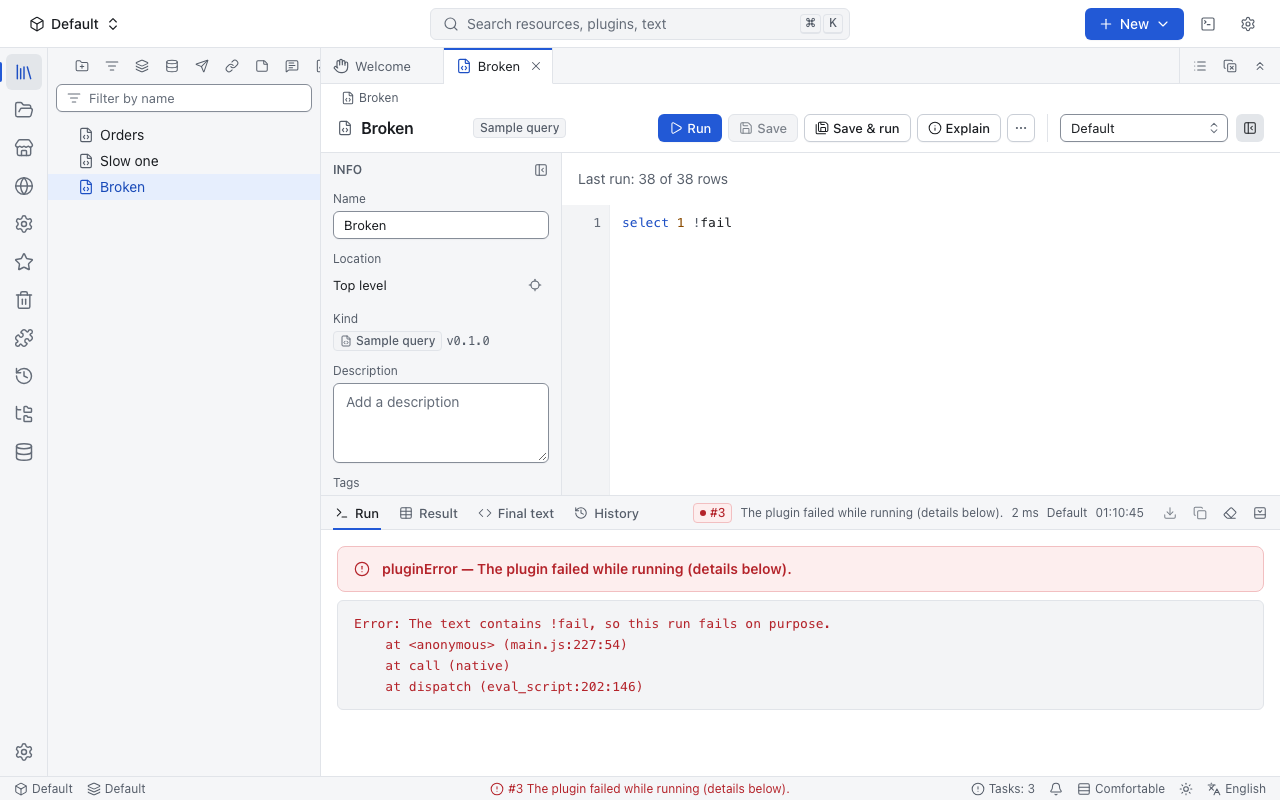 Default
Search resources, plugins, text
⌘ K
New
Welcome
Broken
Filter by name
Orders
Slow one
Broken
Broken
Broken
Sample query
Run
Save
Save & run
Explain
Default
INFO
Name
Broken
Location
Top level
Kind
Sample query v0.1.0
Description
Add a description
Tags
Last run: 38 of 38 rows
1 select 1 !fail
Run
Result
Final text
History
#3 The plugin failed while running (details below). 2 ms Default 01:10:45
pluginError — The plugin failed while running (details below).
Error: The text contains !fail, so this run fails on purpose.
at <anonymous> (main.js:227:54)
at call (native)
at dispatch (eval_script:202:146)
Default
Default
#3 The plugin failed while running (details below).
Tasks: 3
Comfortable
English